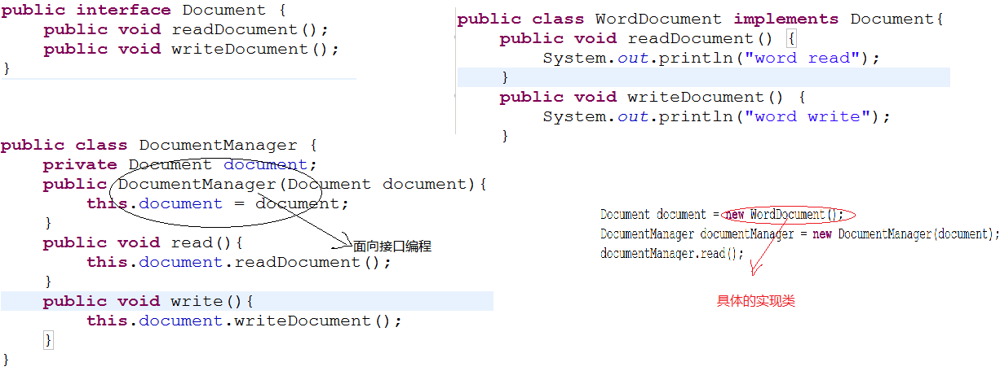 public interface Document {
    public void readDocument();
    public void writeDocument();
}
public class WordDocument implements Document{
    public void readDocument() {
        System.out.println("word read");
    }
    public void writeDocument() {
        System.out.println("word write");
    }
public class DocumentManager {
    private Document document;
    public DocumentManager(Document document){
        this.document = document;
    }
    public void read(){
        this.document.readDocument();
    }
    public void write(){
        this.document.writeDocument();
    }
}
面向接口编程
Document document = new WordDocument();
DocumentManager documentManager = new DocumentManager(document);
documentManager.read();
具体的实现类